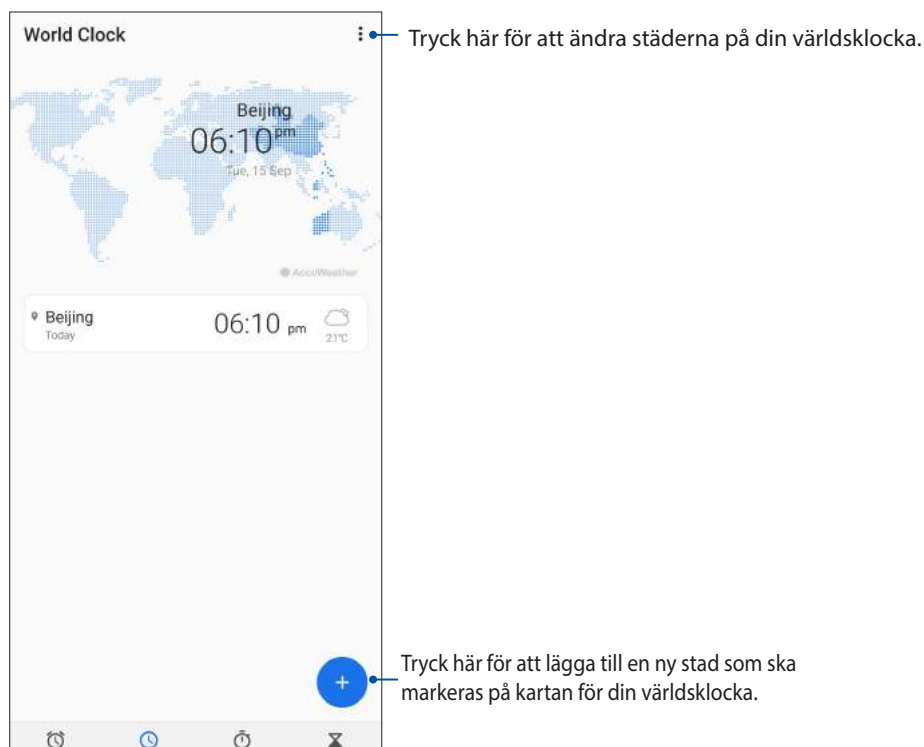 World Clock
Tryck här för att ändra städerna på din världsklocka.
Beijing
06:10 pm
Tue, 15 Sep
AccuWeather
Beijing
Today
06:10 pm
21°C
Tryck här för att lägga till en ny stad som ska
markeras på kartan för din världsklocka.